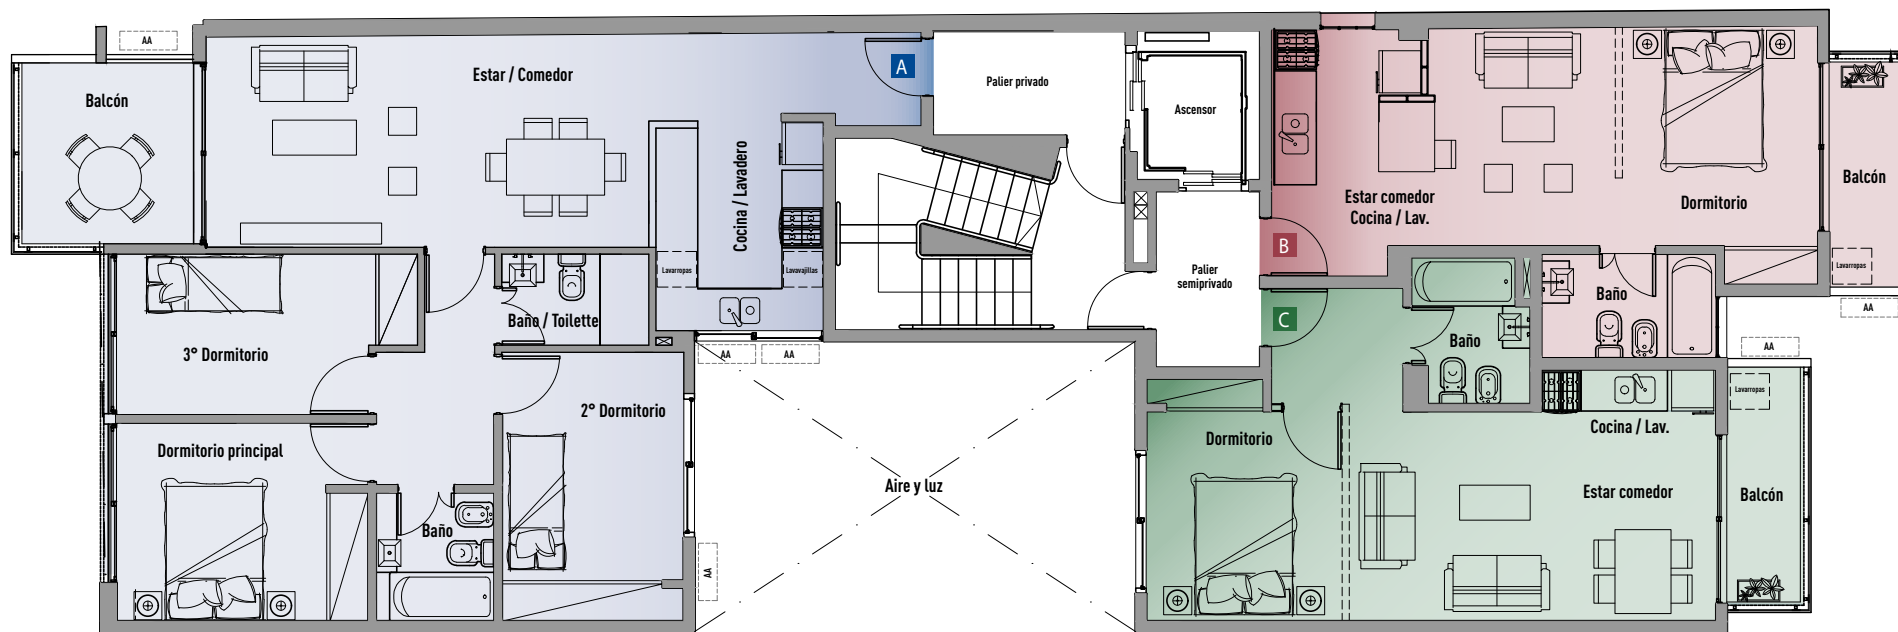 AA
Balcón
Estar / Comedor
A
Palier privado
Ascensor
Cocina / Lavadero
Lavarropas
Lavavajillas
Baño / Toilette
AA
AA
3° Dormitorio
2° Dormitorio
Dormitorio principal
Baño
AA
Aire y luz
Palier
semiprivado
B
C
Estar comedor
Cocina / Lav.
Dormitorio
Balcón
Lavarropas
AA
Baño
Baño
AA
Lavarropas
Cocina / Lav.
Dormitorio
Estar comedor
Balcón